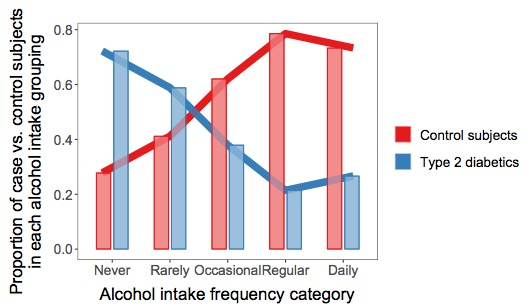 Proportion of case vs. control subjects
in each alcohol intake grouping
0.8
0.6
0.4
0.2
0.0
Never Rarely Occasional Regular Daily
Alcohol intake frequency category
Control subjects
Type 2 diabetics